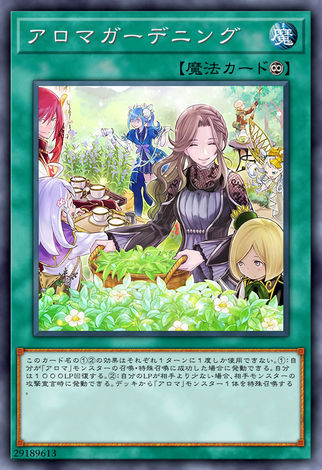 アロマガーデニング
魔
【魔法カード】
このカード名の①②の効果はそれぞれ１ターンに１度しか使用できない。①：自
分が「アロマ」モンスターの召喚・特殊召喚に成功した場合に発動できる。自分
は１０００LP回復する。②：自分のLPが相手より少ない場合、相手モンスターの
攻撃宣言時に発動できる。デッキから「アロマ」モンスター１体を特殊召喚する
。
29189613